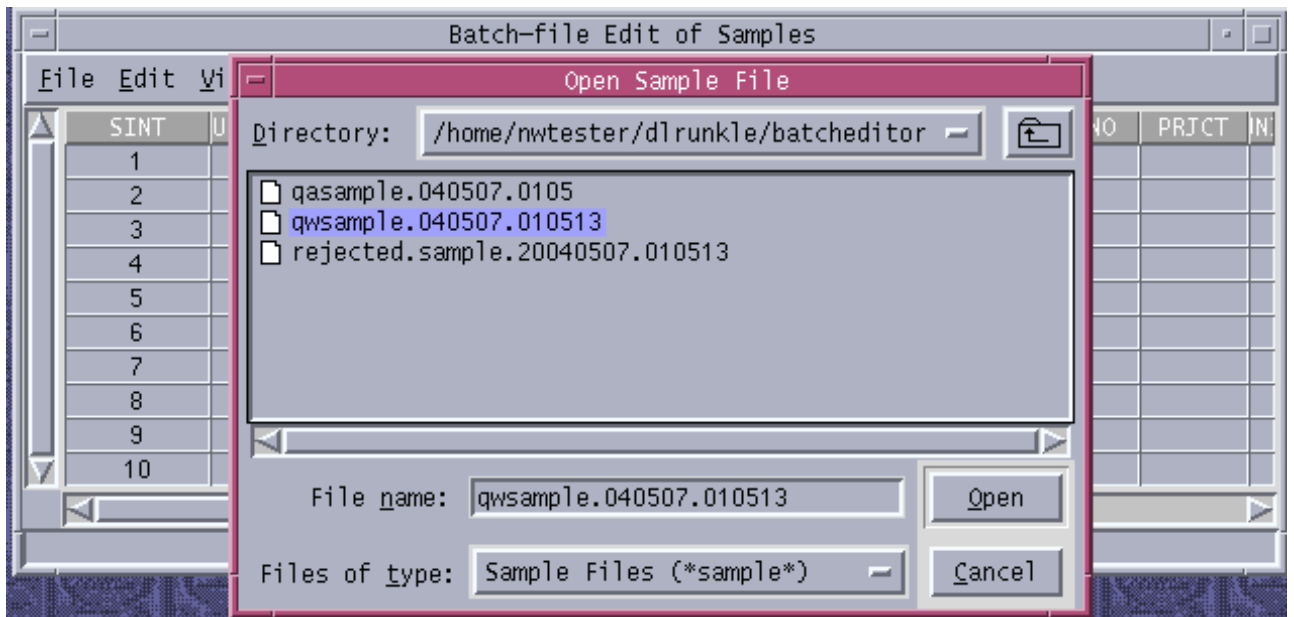 Batch-file Edit of Samples
File Edit Vi
Open Sample File
SINT U
Directory: /home/nwtester/dlrunkle/batcheditor
NO PRJCT IN
1
2
3
4
5
6
7
8
9
10
qasample.040507.0105
qwsample.040507.010513
rejected.sample.20040507.010513
File name: qwsample.040507.010513
Open
Files of type: Sample Files (*sample*)
Cancel